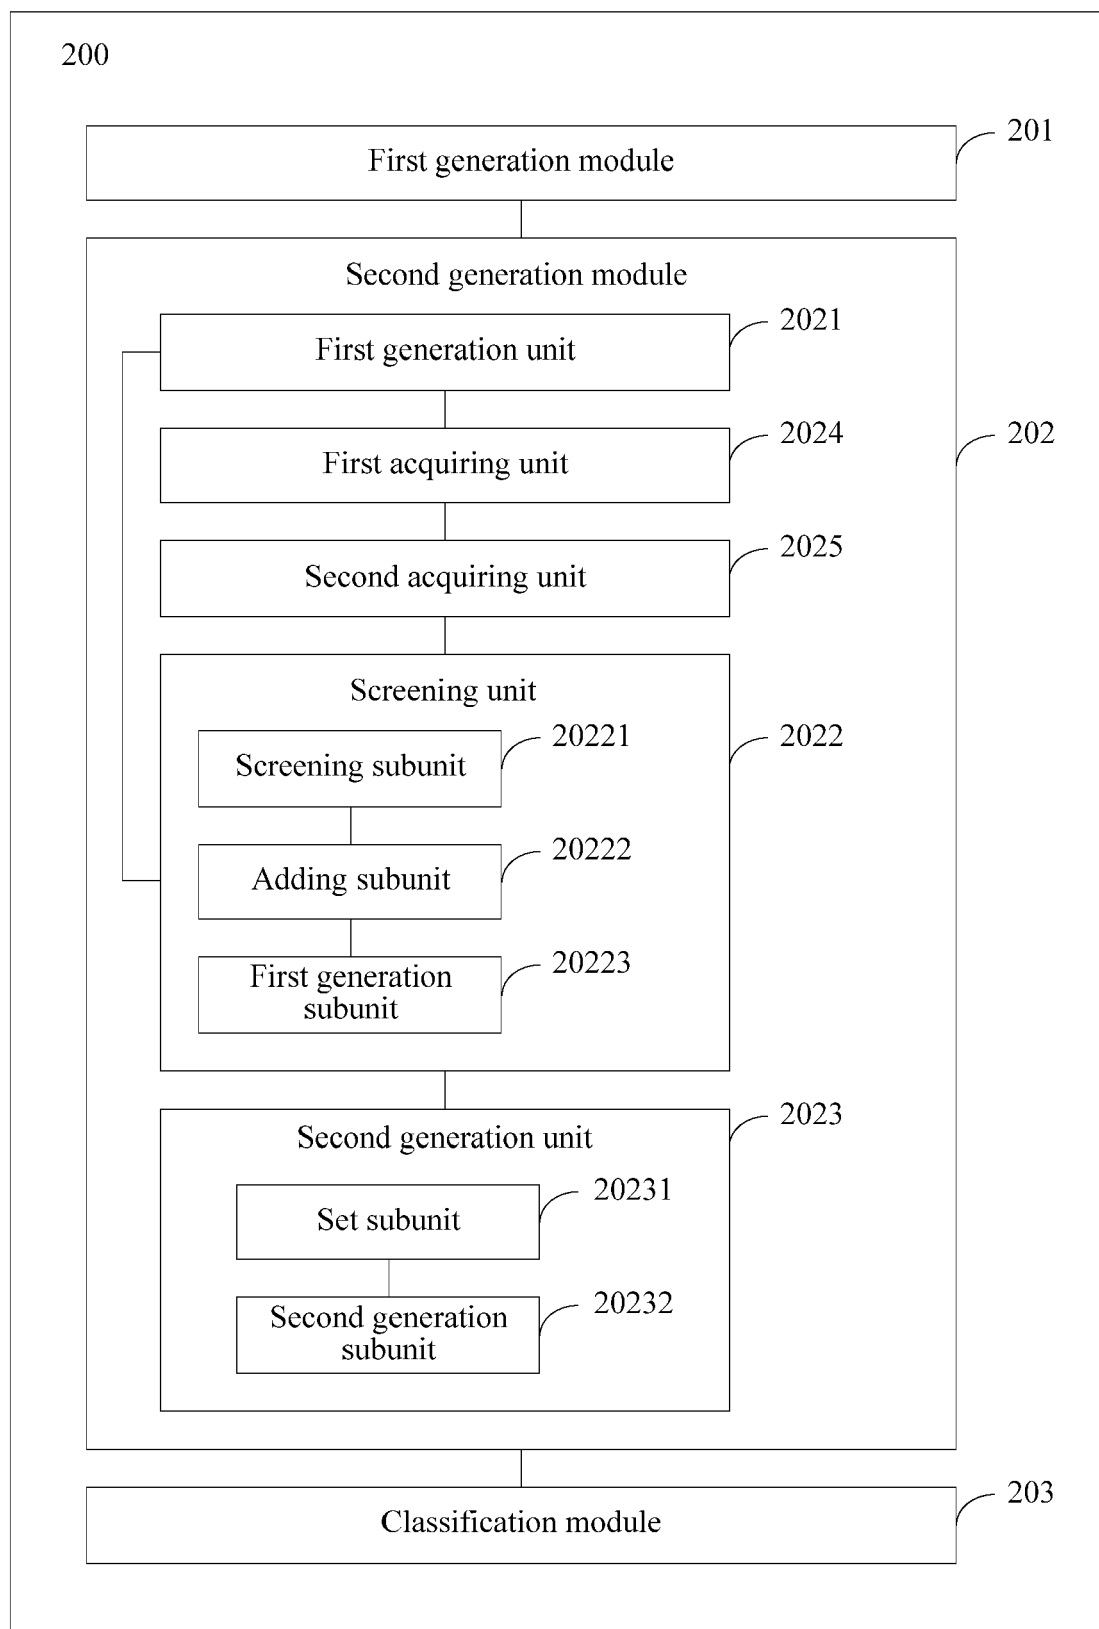 200
201
First generation module
Second generation module
2021
First generation unit
2024
202
First acquiring unit
2025
Second acquiring unit
Screening unit
20221
2022
Screening subunit
20222
Adding subunit
20223
First generation
subunit
2023
Second generation unit
20231
Set subunit
20232
Second generation
subunit
203
Classification module